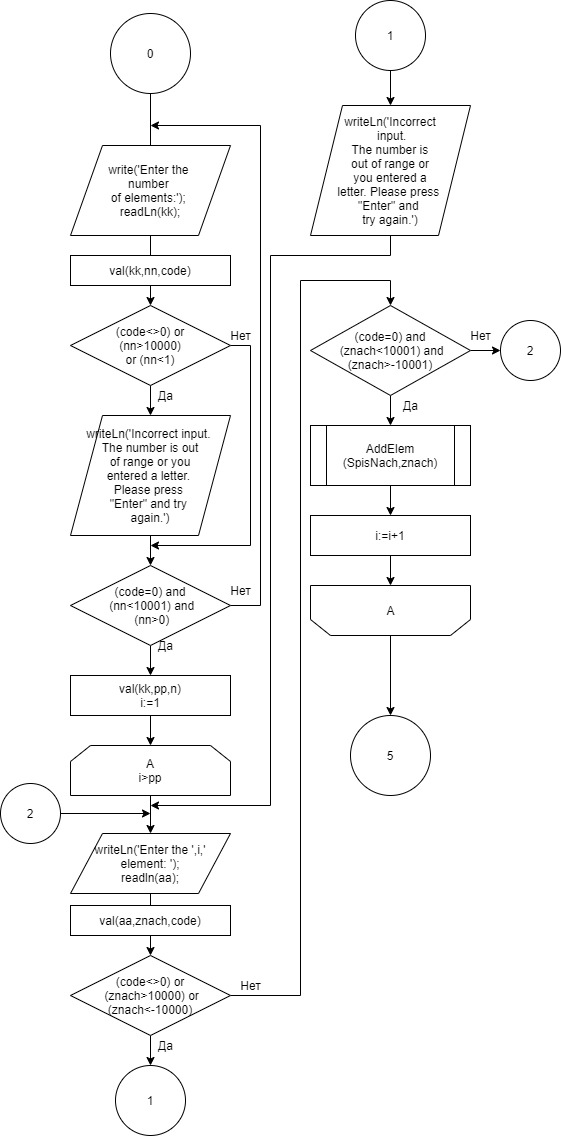 0
write('Enter the
number
of elements:');
readLn(kk);
val(kk,nn,code)
(code<>0) or
(nn>10000)
or (nn<1)
Нет
Да
writeLn('Incorrect input.
The number is out
of range or you
entered a letter.
Please press
"Enter" and try
again.')
(code=0) and
(nn<10001) and
(nn>0)
Нет
Да
val(kk,pp,n)
i:=1
A
i>pp
2
writeLn('Enter the ',i,'
element: ');
readln(aa);
val(aa,znach,code)
(code<>0) or
(znach>10000) or
(znach<-10000)
Нет
Да
1
1
writeLn('Incorrect
input.
The number is
out of range or
you entered a
letter. Please press
"Enter" and
try again.')
(code=0) and
(znach<10001) and
(znach>-10001)
Нет
2
Да
AddElem
(SpisNach,znach)
i:=i+1
A
5